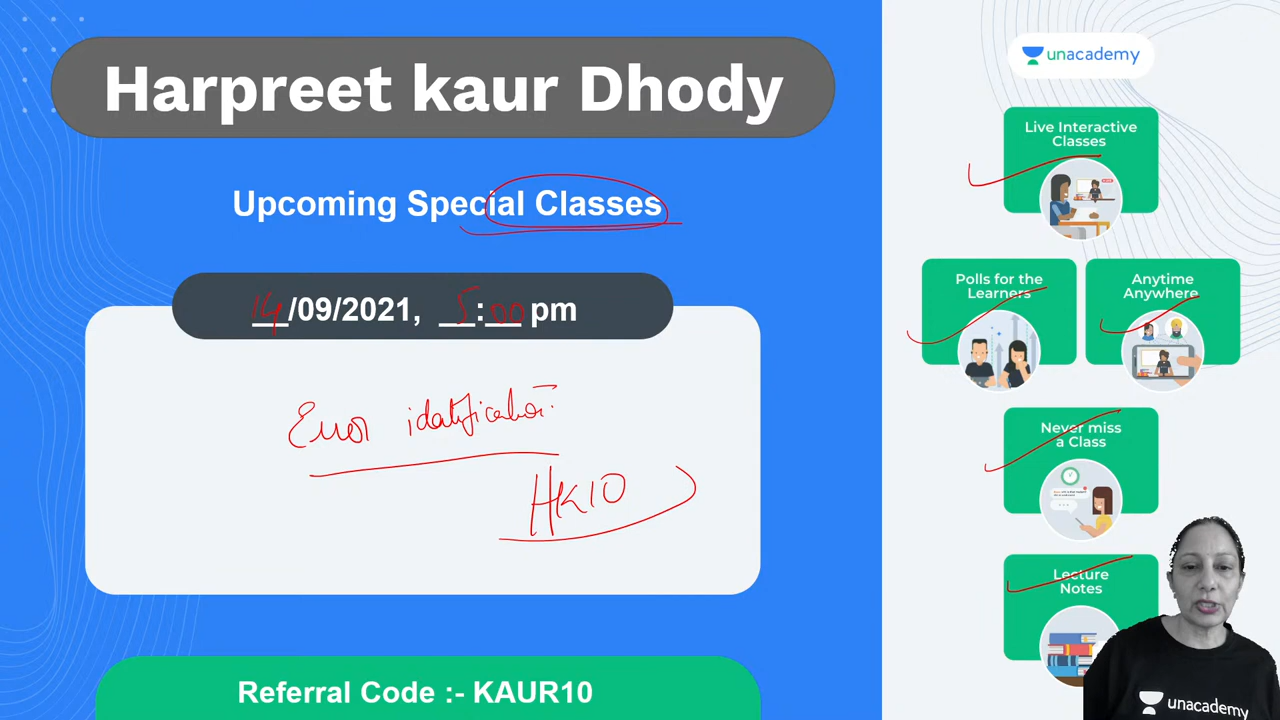 Harpreet kaur Dhody
Upcoming Special Classes
14/09/2021, 5:00 pm
Error
HK10
Referral Code :- KAUR10
unacademy
Live Interactive
Classes
Polls for the
Learners
Anytime
Anywhere
Never miss
a Class
Lecture
Notes
unacademy